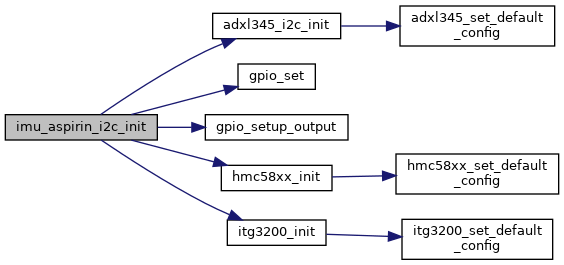 adxl345_i2c_init
adxl345_set_default
_config
gpio_set
imu_aspirin_i2c_init
gpio_setup_output
hmc58xx_init
hmc58xx_set_default
_config
itg3200_init
itg3200_set_default
_config